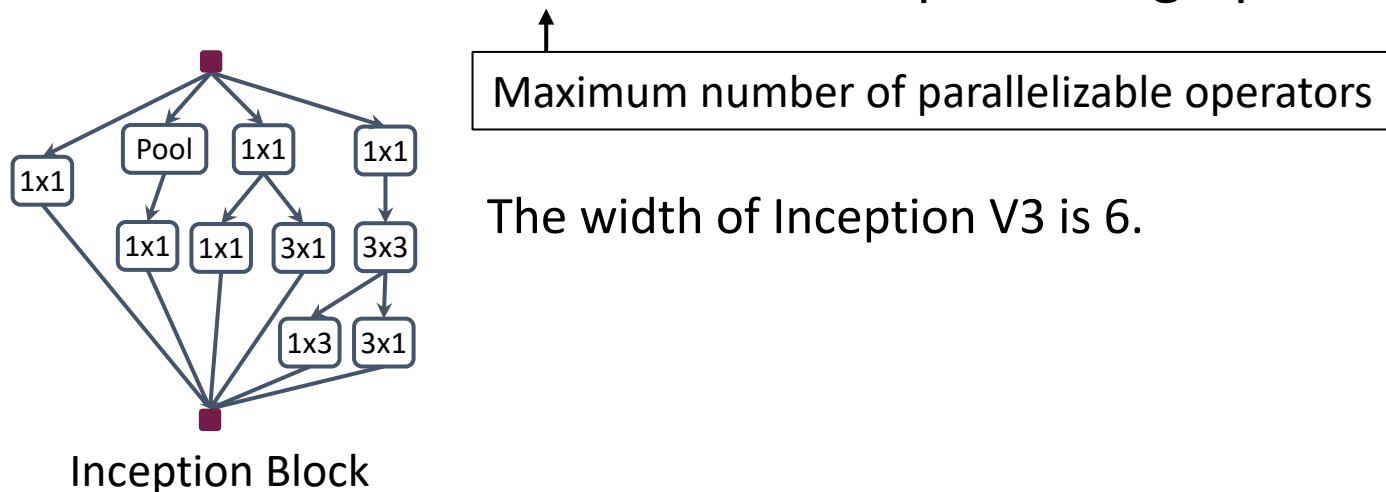 Maximum number of parallelizable operators
Pool 1x1 1x1
1x1
1x1 1x1 3x1 3x3
The width of Inception V3 is 6.
1x3 3x1
Inception Block